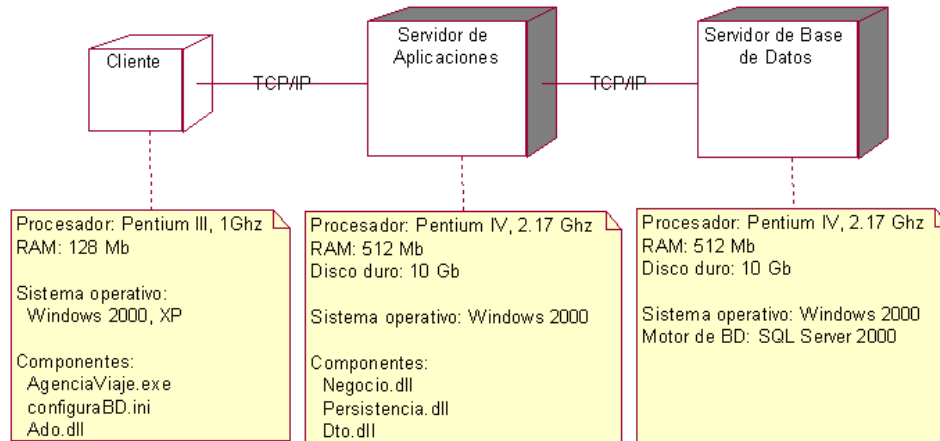 Cliente
TCP/IP
Servidor de
Aplicaciones
TCP/IP
Servidor de Base
de Datos
Procesador: Pentium III, 1Ghz
RAM: 128 Mb
Sistema operativo:
Windows 2000, XP
Componentes:
AgenciaViaje.exe
configuraBD.ini
Ado.dll
Procesador: Pentium IV, 2.17 Ghz
RAM: 512 Mb
Disco duro: 10 Gb
Sistema operativo: Windows 2000
Componentes:
Negocio.dll
Persistencia.dll
Dto.dll
Procesador: Pentium IV, 2.17 Ghz
RAM: 512 Mb
Disco duro: 10 Gb
Sistema operativo: Windows 2000
Motor de BD: SQL Server 2000